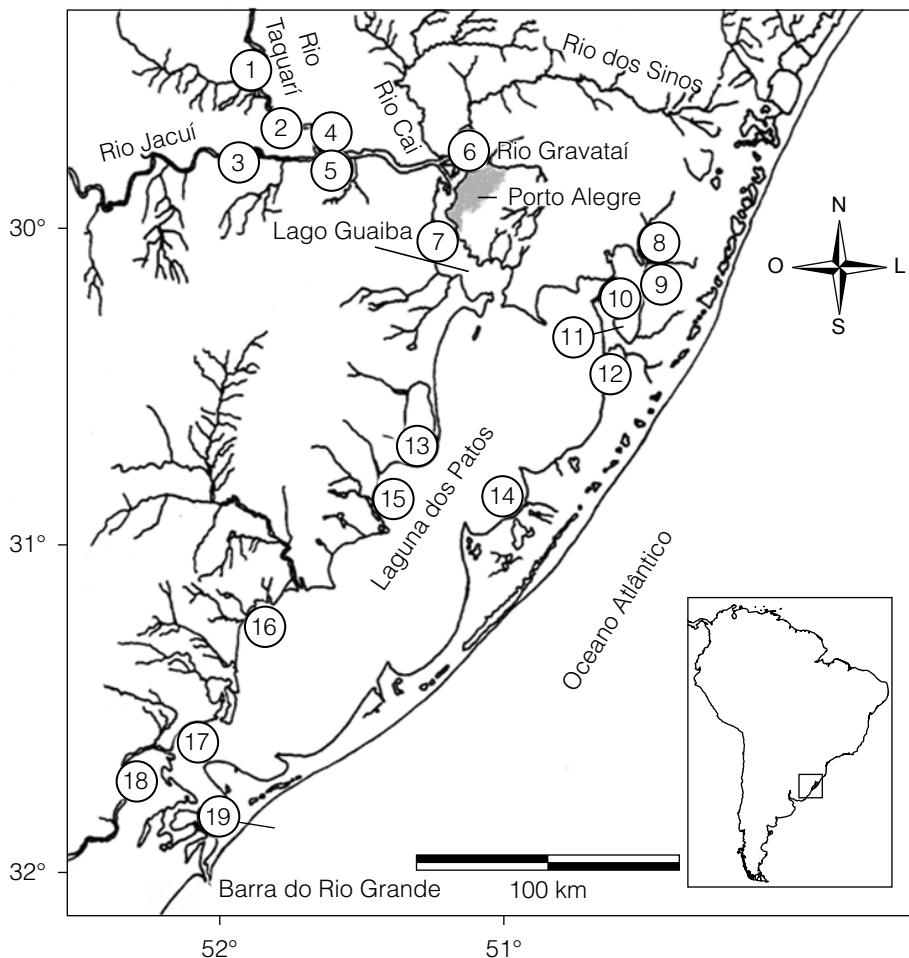 Rio
Taquarí
Rio dos Sinos
1
Rio Caí
2
4
Rio Jacuí
3
5
6
Rio Gravataí
Porto Alegre
30°
Lago Guaiba
7
8
N
O
L
S
9
10
11
12
13
Laguna dos Patos
15
14
31°
Oceano Atlântico
16
17
18
19
32°
Barra do Rio Grande
100 km
52°
51°